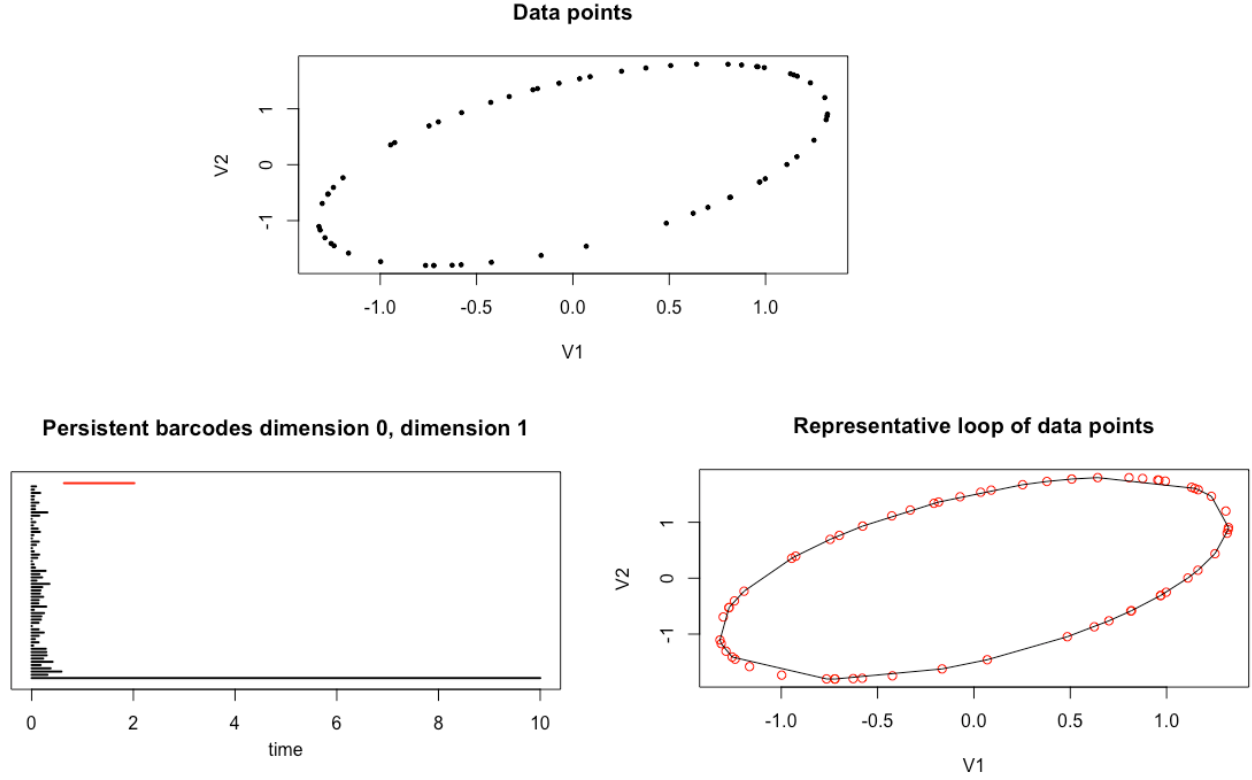 Data points
V2
1
0
-1
-1.0 -0.5 0.0 0.5 1.0
V1
Persistent barcodes dimension 0, dimension 1
0 2 4 6 8 10
time
Representative loop of data points
V2
1
0
-1
-1.0 -0.5 0.0 0.5 1.0
V1